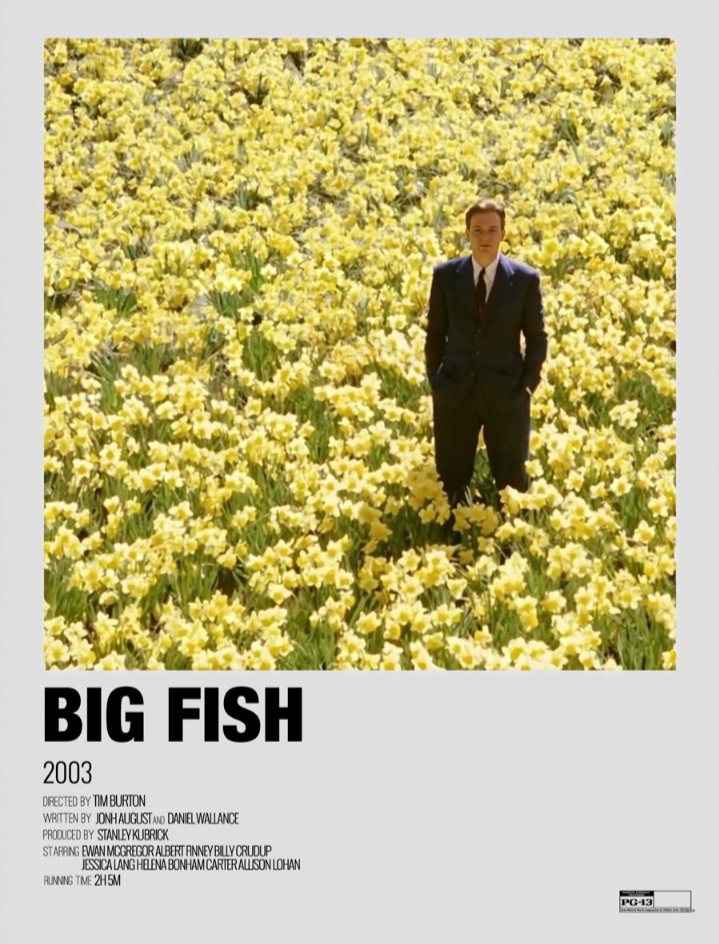 BIG FISH
2003
DIRECTED BY TIM BURTON
WRITTEN BY JONH AUGUST AND DANIEL WALLANCE
PRODUCED BY STANLEY KUBRICK
STARRING EWAN MCGREGOR ALBERT FINNEY BILLY CRUDUP
JESSICA LANG HELENA BONHAM CARTER ALLISON LOHAN
RUNNING TIME 2H 5M
PG-13